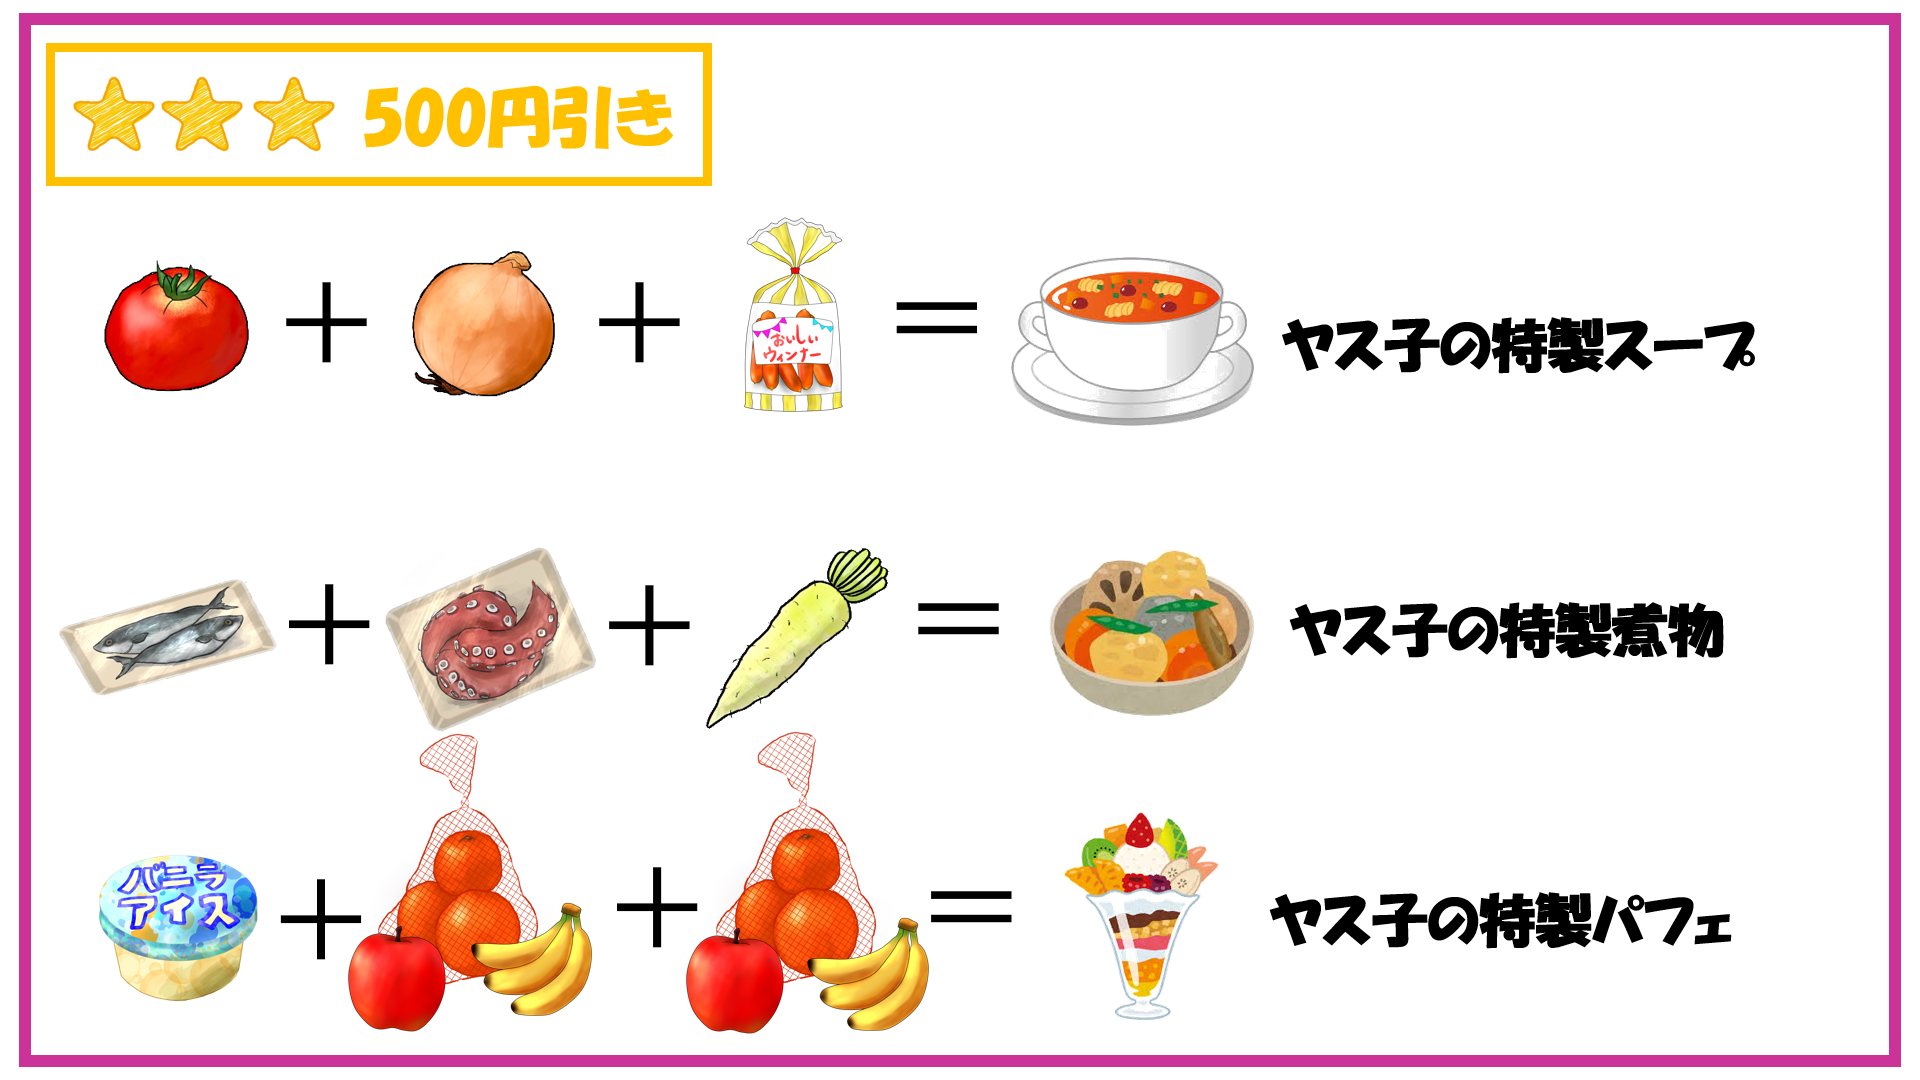 ★★★ 500円引き
おいしい
ウィンナー
ヤス子の特製スープ
ヤス子の特製煮物
バニラ
アイス
ヤス子の特製パフェ